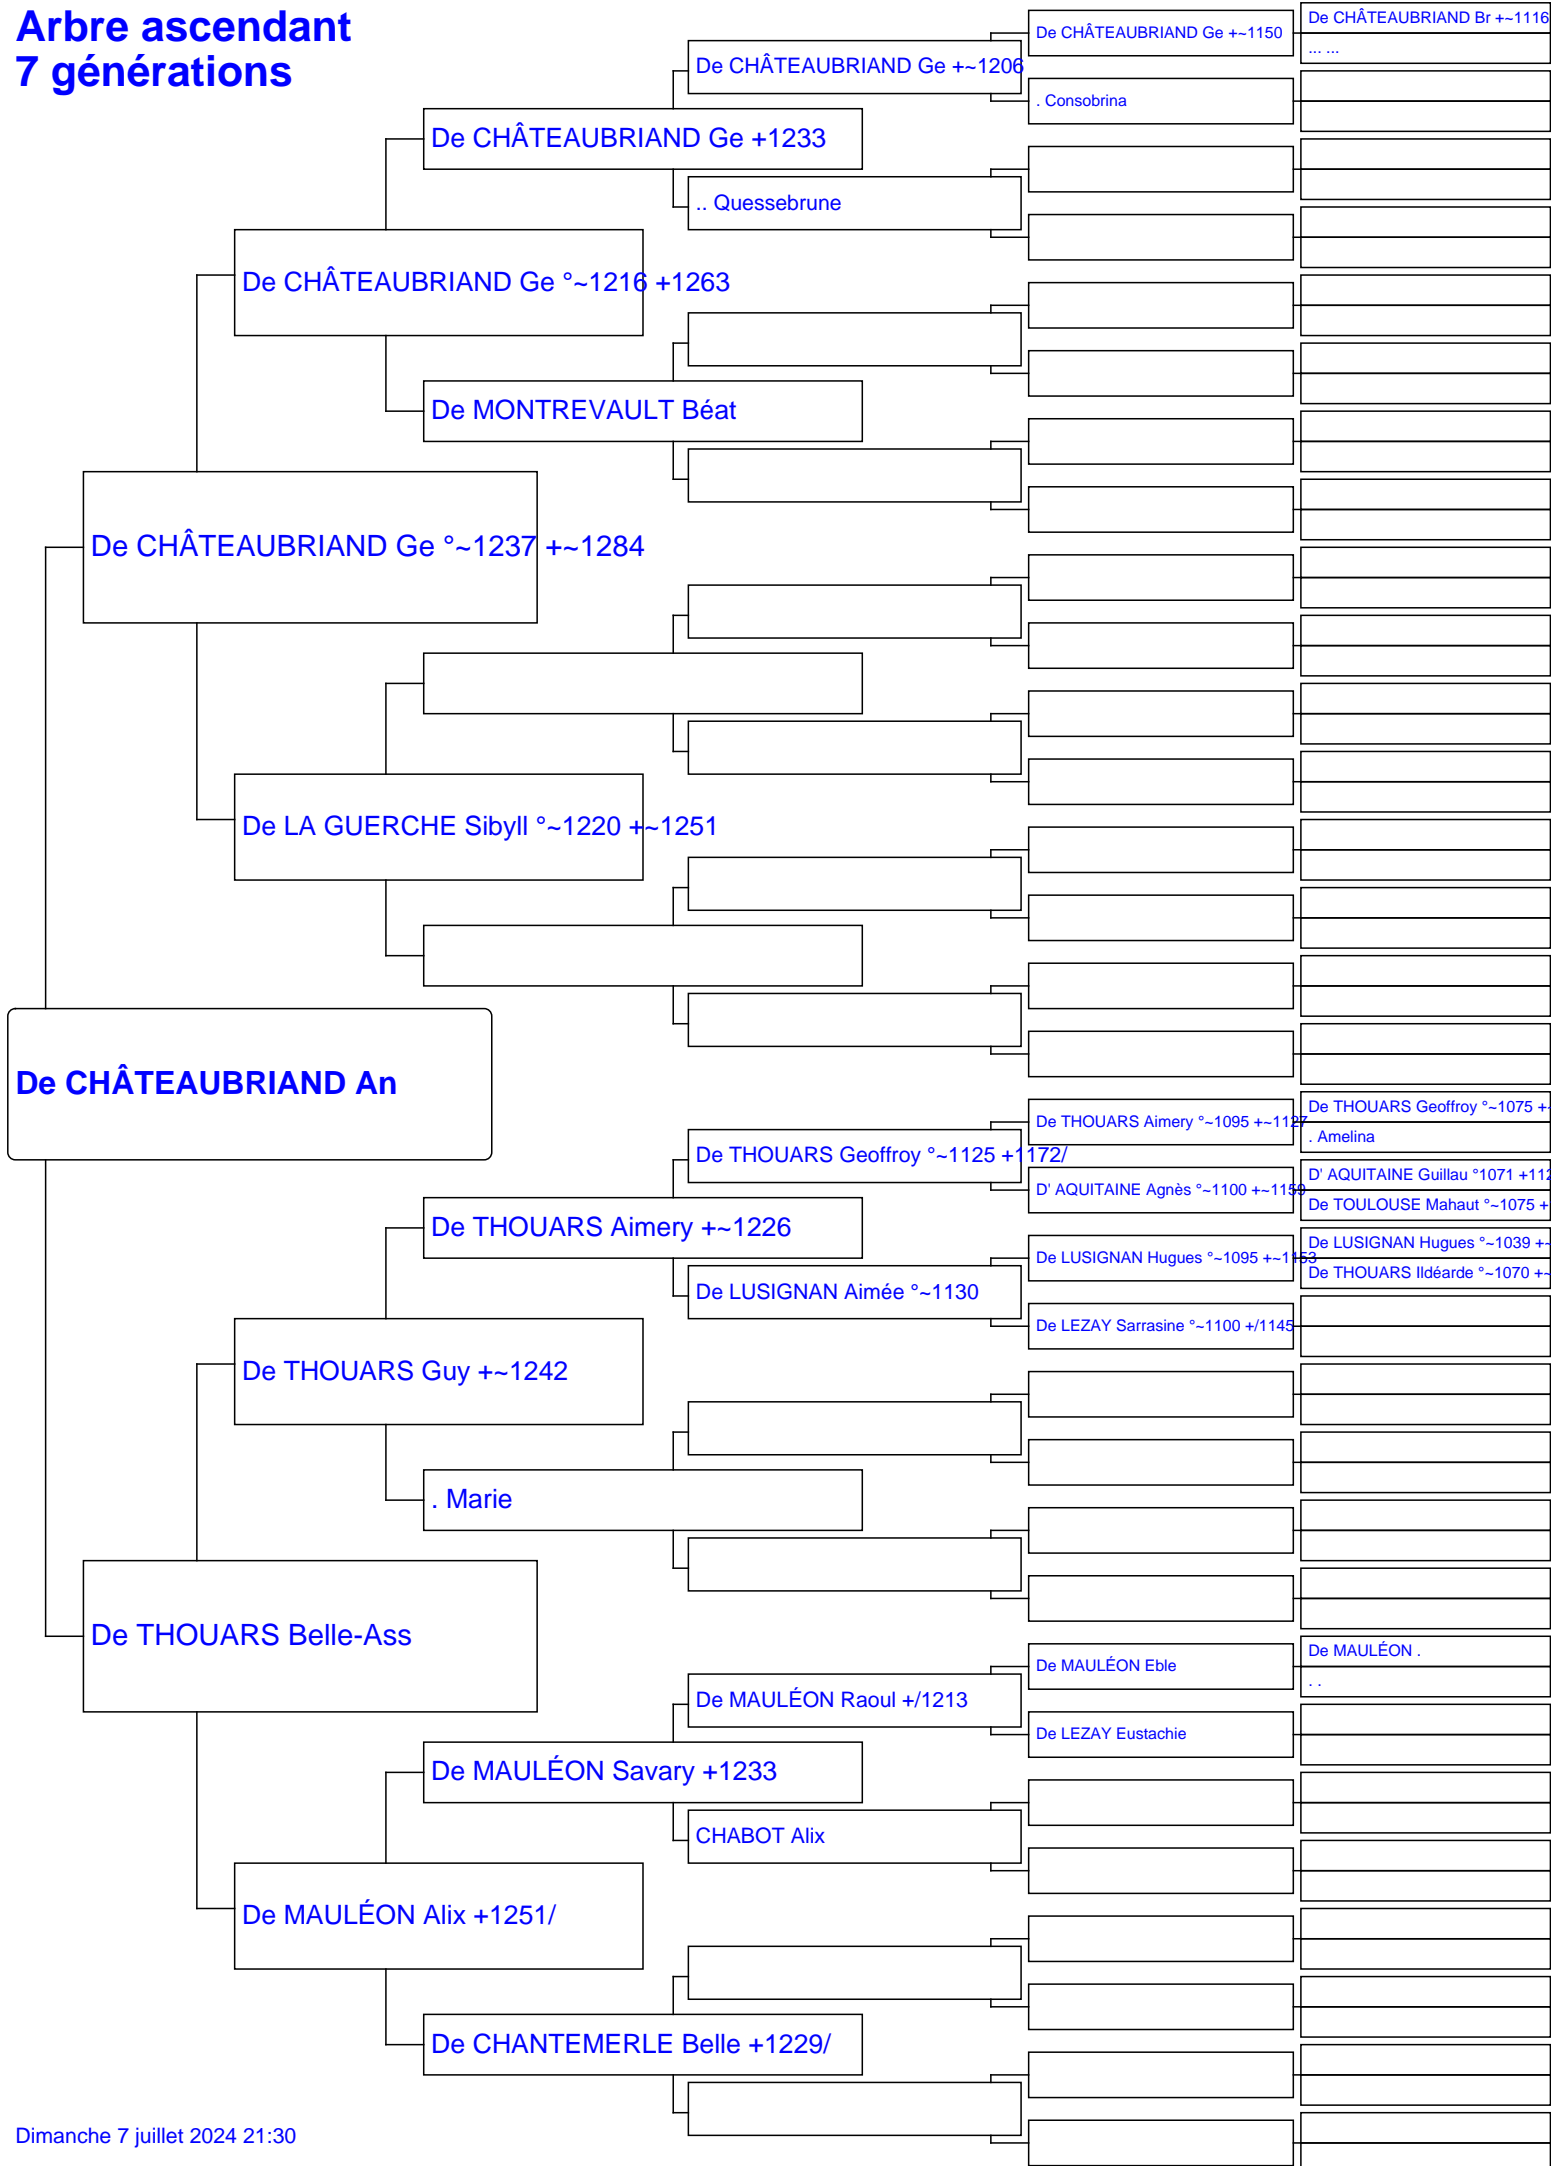 Arbre ascendant
7 générations
De CHÂTEAUBRIAND Br +~1116
De CHÂTEAUBRIAND Ge +~1150
... ...
De CHÂTEAUBRIAND Ge +~1206
. Consobrina
De CHÂTEAUBRIAND Ge +1233
.. Quessebrune
De CHÂTEAUBRIAND Ge °~1216 +1263
De MONTREVAULT Béat
De CHÂTEAUBRIAND Ge °~1237 +~1284
De LA GUERCHE Sibyll °~1220 +~1251
De CHÂTEAUBRIAND An
De THOUARS Geoffroy °~1075 +~
De THOUARS Aimery °~1095 +~1127
. Amelina
De THOUARS Geoffroy °~1125 +1172/
D' AQUITAINE Guillau °1071 +112
D' AQUITAINE Agnès °~1100 +~1159
De TOULOUSE Mahaut °~1075 +
De THOUARS Aimery +~1226
De LUSIGNAN Hugues °~1039 +~
De LUSIGNAN Hugues °~1095 +~1153
De THOUARS Ildéarde °~1070 +~
De LUSIGNAN Aimée °~1130
De LEZAY Sarrasine °~1100 +/1145
De THOUARS Guy +~1242
. Marie
De THOUARS Belle-Ass
De MAULÉON .
De MAULÉON Eble
. .
De MAULÉON Raoul +/1213
De LEZAY Eustachie
De MAULÉON Savary +1233
CHABOT Alix
De MAULÉON Alix +1251/
De CHANTEMERLE Belle +1229/
Dimanche 7 juillet 2024 21:30